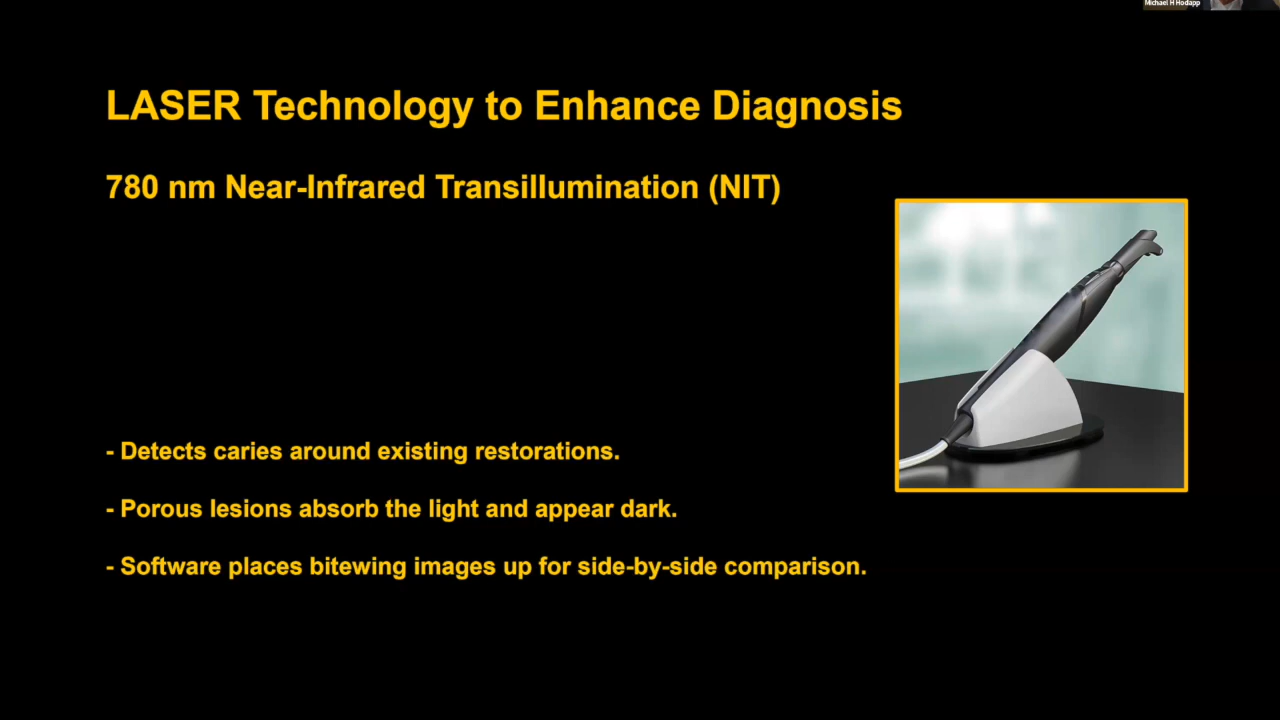 Michael H Hodapp
LASER Technology to Enhance Diagnosis
780 nm Near-Infrared Transillumination (NIT)
- Detects caries around existing restorations.
- Porous lesions absorb the light and appear dark.
- Software places bitewing images up for side-by-side comparison.